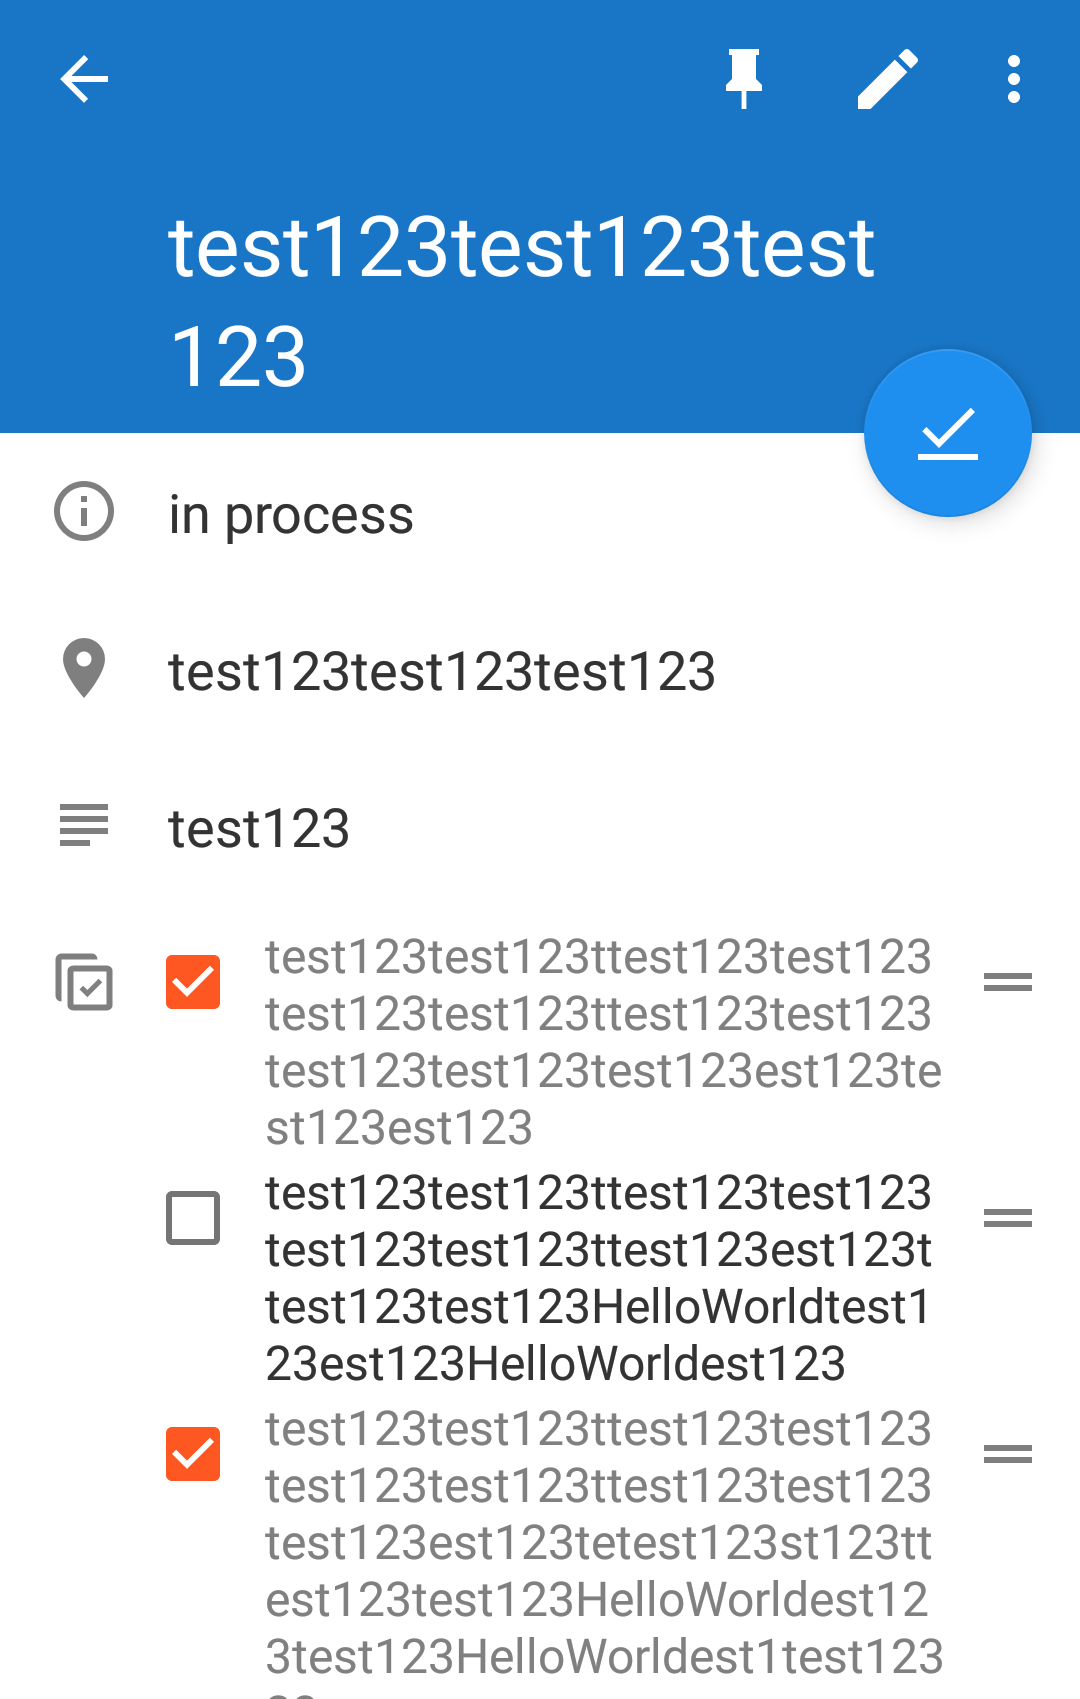 test123test123test
123
in process
test123test123test123
test123
test123test123ttest123test123
test123test123ttest123test123
test123test123test123est123te
st123est123
test123test123ttest123test123
test123test123ttest123est123t
test123test123HelloWorldtest1
23est123HelloWorldest123
test123test123ttest123test123
test123test123ttest123test123
test123est123tetest123st123tt
est123test123HelloWorldest12
3test123HelloWorldest1test123